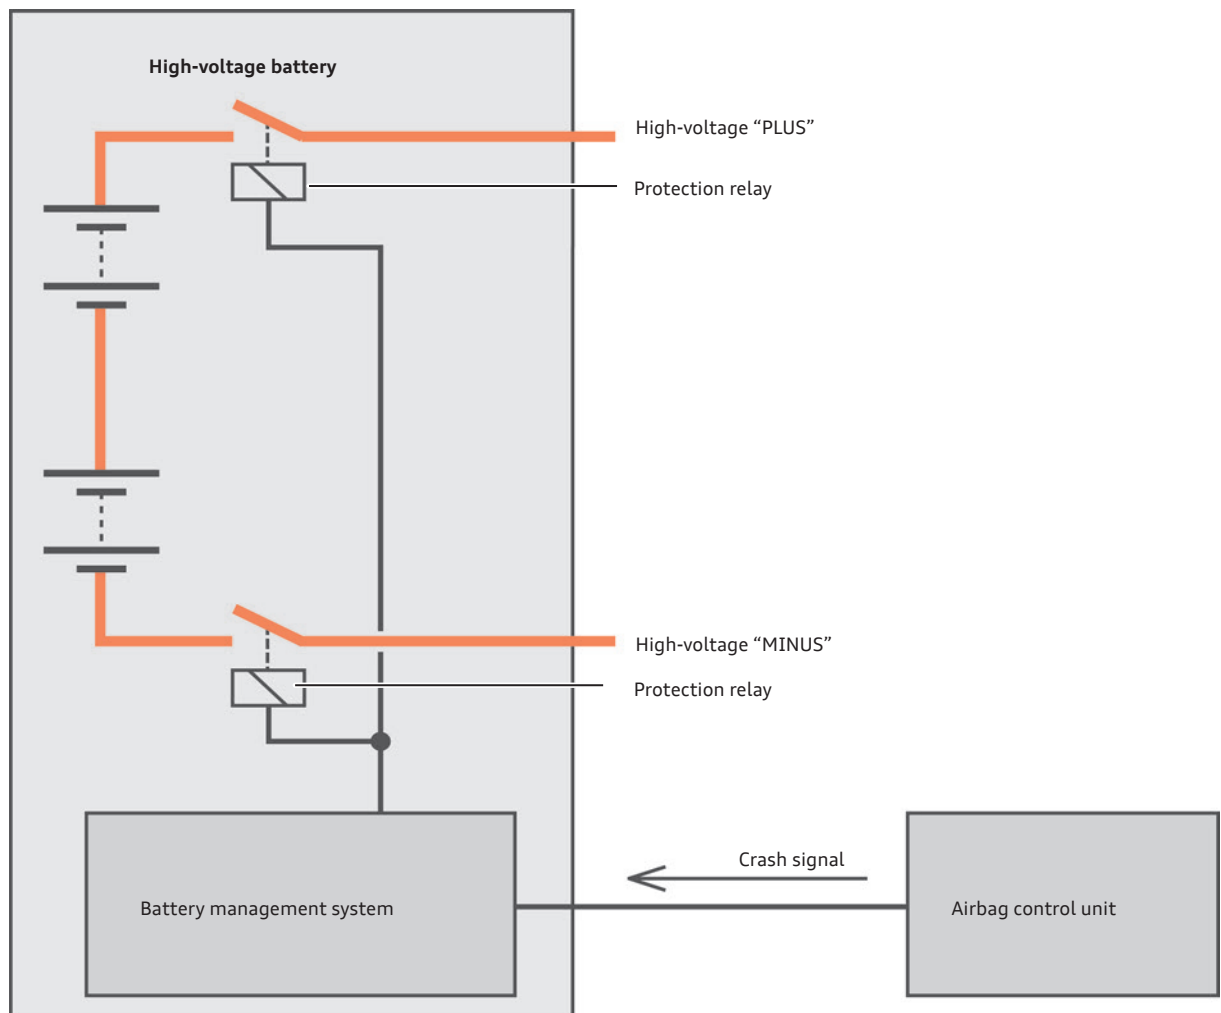 High-voltage battery
High-voltage “PLUS”
Protection relay
High-voltage “MINUS”
Protection relay
Crash signal
Battery management system
Airbag control unit